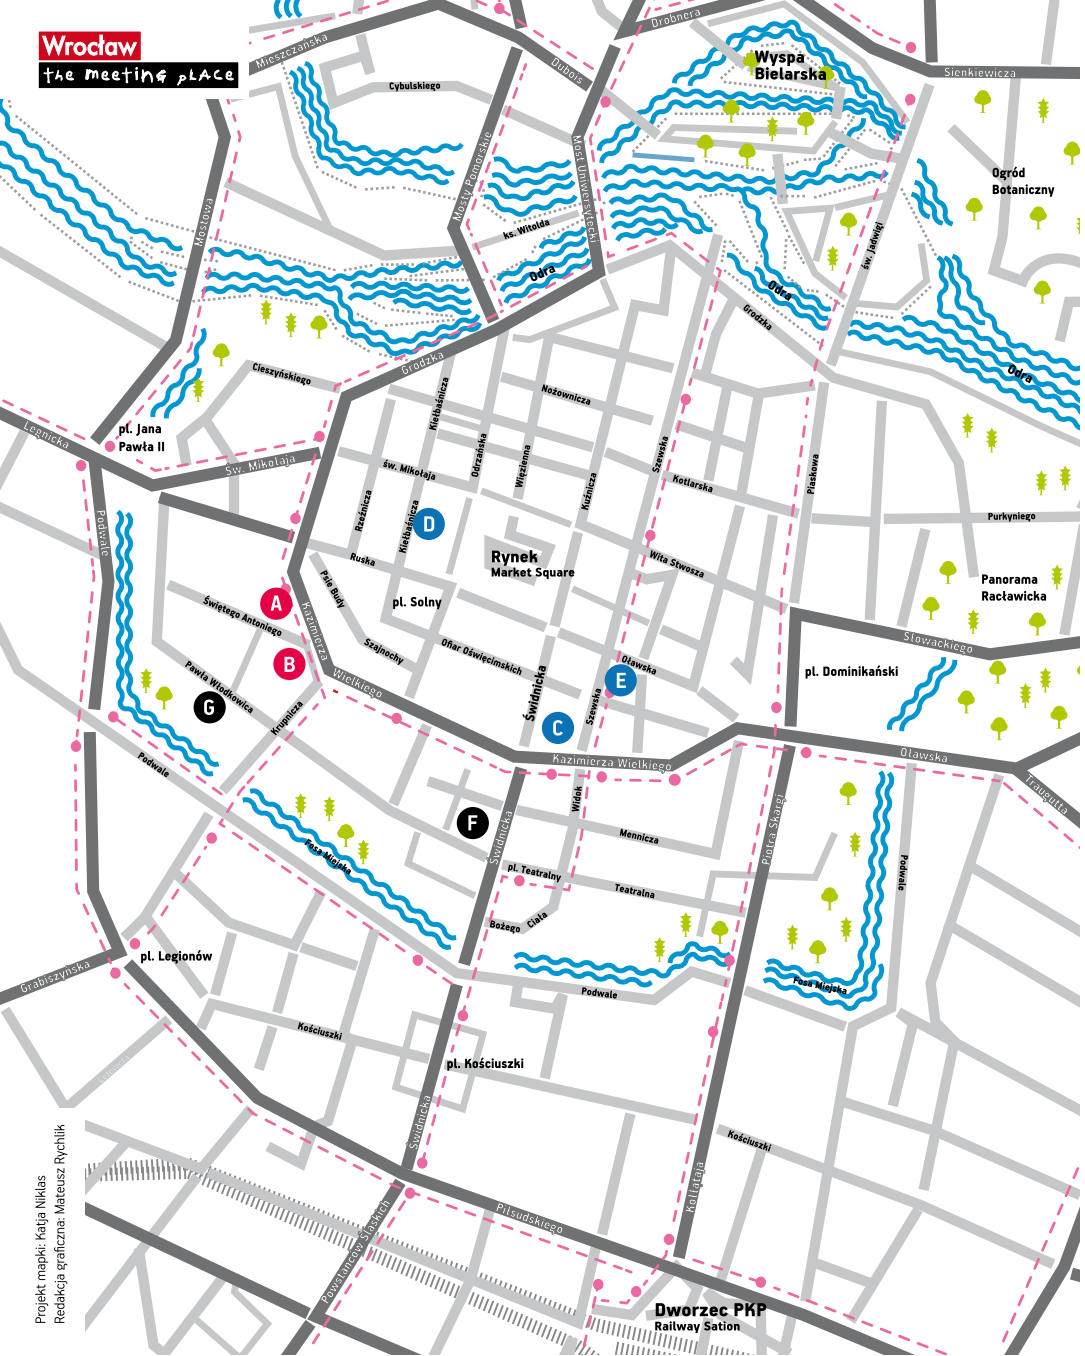 Wrocław
the meeting place
Mieszczańska
Drobnera
Dubois
Sienkiewicza
Wyspa
Bielarska
Cybulskiego
Mosty Pomorskie
Most Uniwersytecki
Ogród
Botaniczny
Mostowa
ks. Witolda
św. Jadwigi
Odra
Odra
Grodzka
Grodzka
Odra
Cieszyńskiego
Kiełbaśnicza
Nożownicza
Legnicka
pl. Jana
Pawła II
Św. Mikołaja
św. Mikołaja
Odrzańska
Więzienna
Kuźnicza
Szewska
Kotlarska
Piaskowa
Podwale
Rzeźnicza
Kiełbaśnicza
D
Purkyniego
Ruska
Rynek
Market Square
Wita Stwosza
Panorama
Racławicka
Psie Budy
pl. Solny
A
Świętego Antoniego
Kazimierza
Wielkiego
Szajnochy
Ofiar Oświęcimskich
Oławska
Słowackiego
pl. Dominikański
B
Pawła Włodkowica
G
Krupnicza
Świdnicka
Szewska
E
C
Kazimierza Wielkiego
Oławska
Podwale
Traugutta
Widok
F
Świdnicka
Mennicza
Piotra Skargi
Podwale
Fosa Miejska
pl. Teatralny
Teatralna
Bożego
Ciała
pl. Legionów
Grabiszyńska
Fosa Miejska
Podwale
Kościuszki
pl. Kościuszki
Świdnicka
Kościuszki
Kołłątaja
Piłsudskiego
Powstańców Śląskich
Dworzec PKP
Railway Sation
Projekt mapki: Katja Niklas
Redakcja graficzna: Mateusz Rychlik